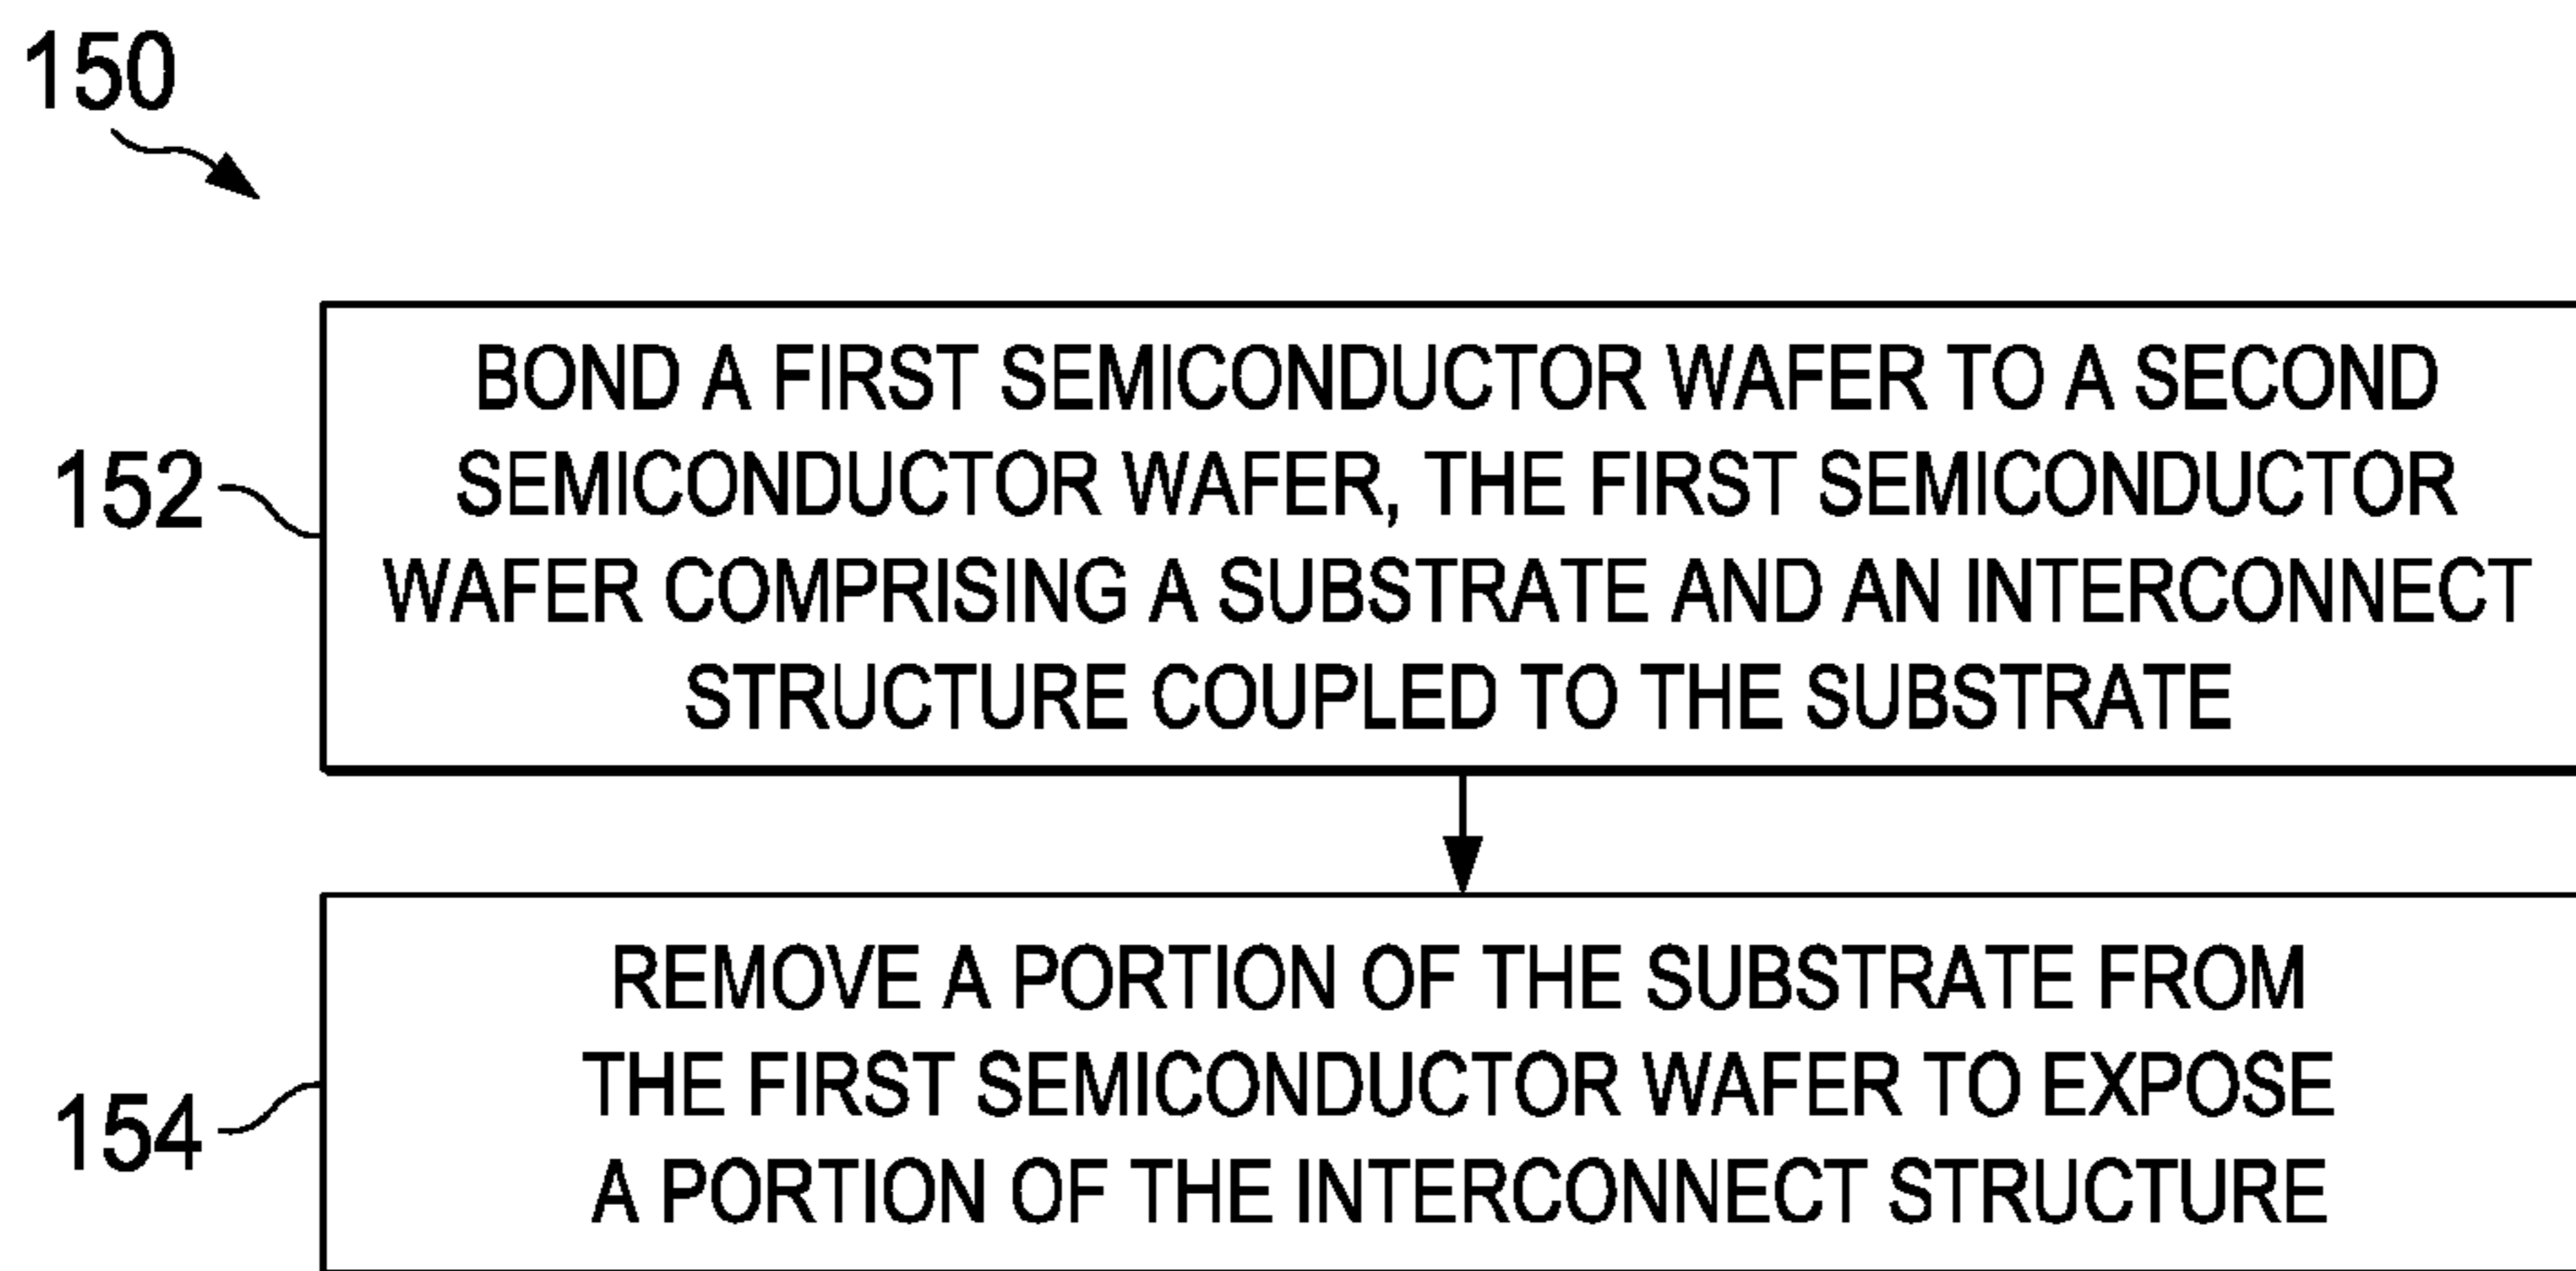 150
BOND A FIRST SEMICONDUCTOR WAFER TO A SECOND
152
SEMICONDUCTOR WAFER, THE FIRST SEMICONDUCTOR
WAFER COMPRISING A SUBSTRATE AND AN INTERCONNECT
STRUCTURE COUPLED TO THE SUBSTRATE
REMOVE A PORTION OF THE SUBSTRATE FROM
THE FIRST SEMICONDUCTOR WAFER TO EXPOSE
154
A PORTION OF THE INTERCONNECT STRUCTURE